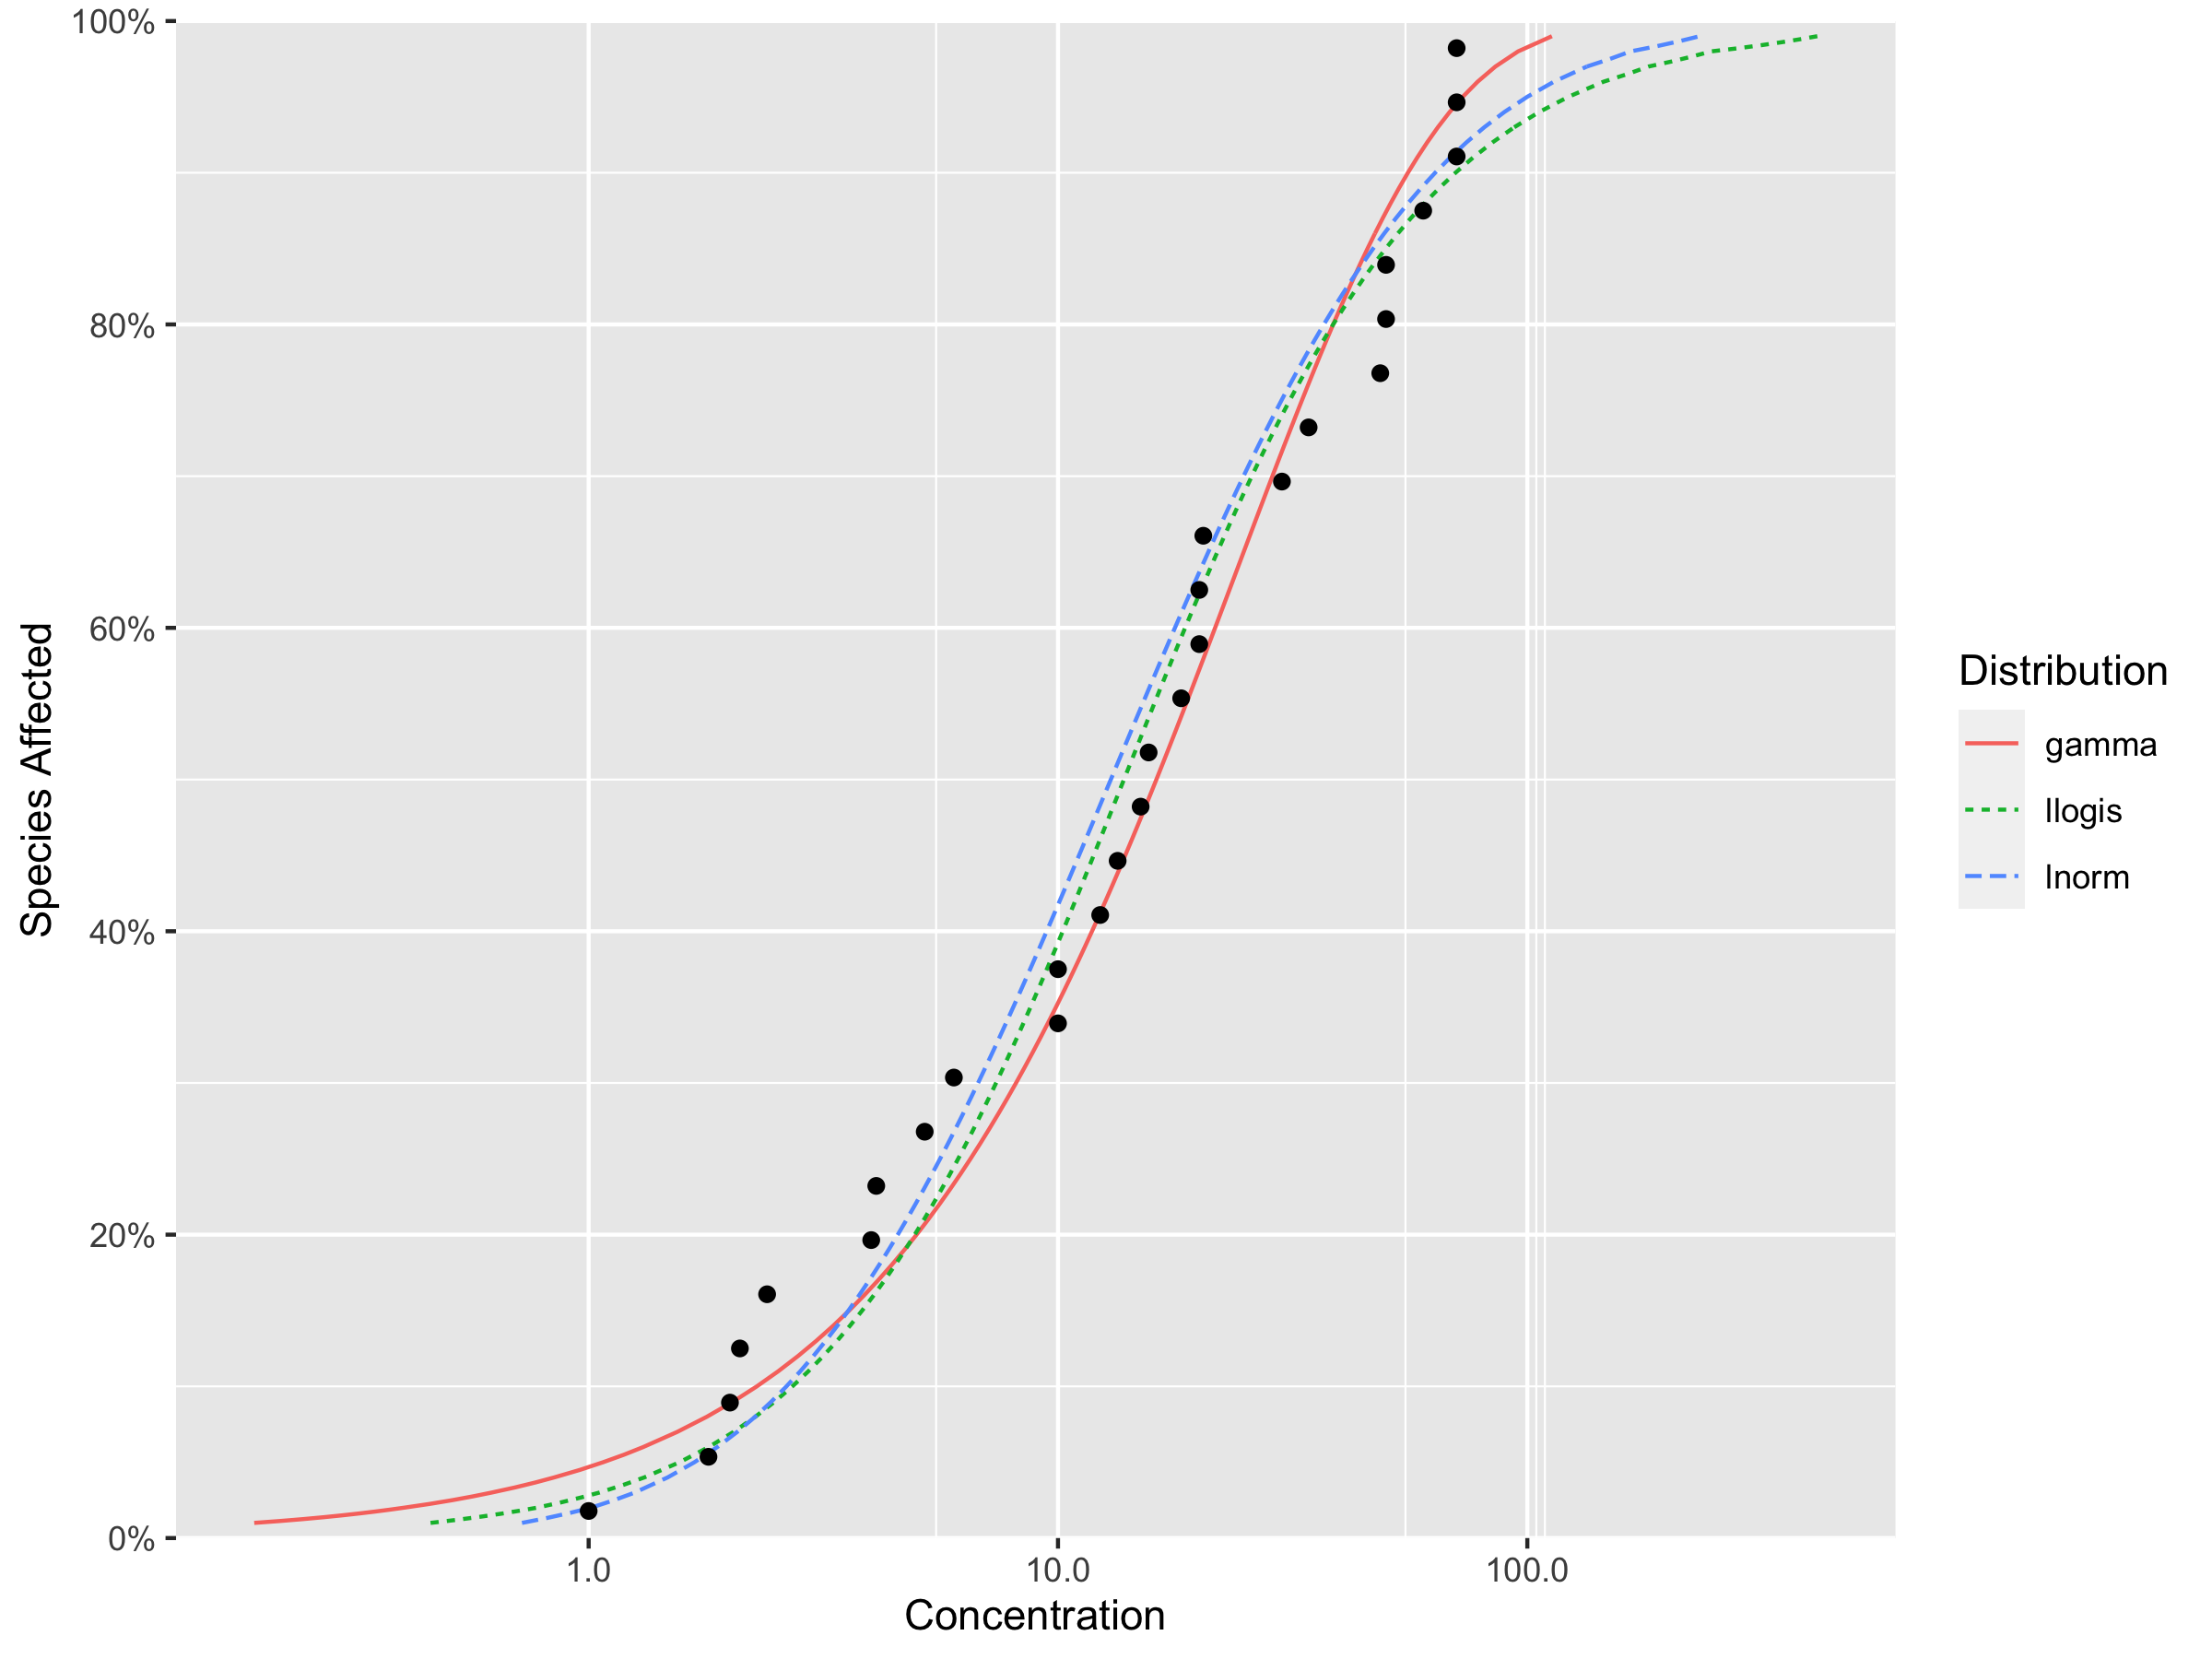 100%
80%
60%
40%
20%
0%
Species Affected
1.0
10.0
100.0
Concentration
Distribution
gamma
llogis
lnorm